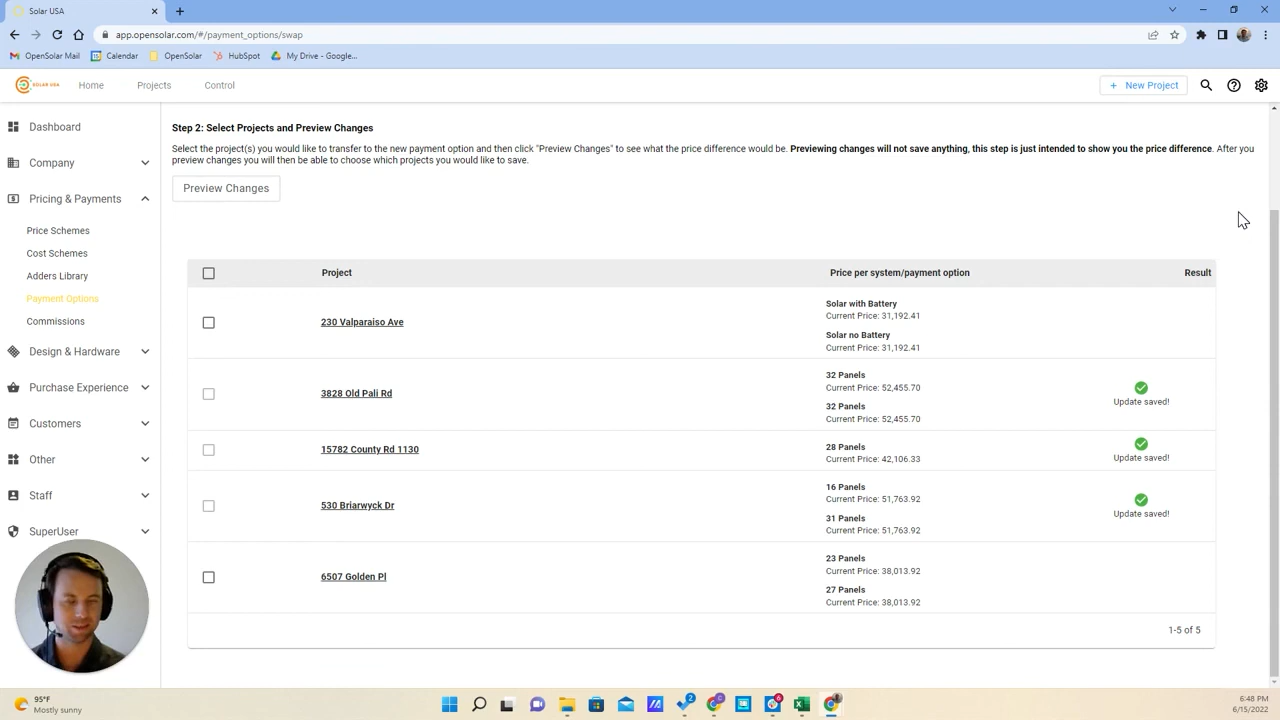 Solar USA
app.opensolar.com/#/payment_options/swap
OpenSolar Mail
Calendar
OpenSolar
HubSpot
My Drive - Google...
SOLAR USA
Home
Projects
Control
+ New Project
Dashboard
Company
Pricing & Payments
Price Schemes
Cost Schemes
Adders Library
Payment Options
Commissions
Design & Hardware
Purchase Experience
Customers
Other
Staff
SuperUser
Step 2: Select Projects and Preview Changes
Select the project(s) you would like to transfer to the new payment option and then click "Preview Changes" to see what the price difference would be. Previewing changes will not save anything, this step is just intended to show you the price difference. After you
preview changes you will then be able to choose which projects you would like to save.
Preview Changes
Project
Price per system/payment option
Result
230 Valparaiso Ave
Solar with Battery
Current Price: 31,192.41
Solar no Battery
Current Price: 31,192.41
3828 Old Pali Rd
32 Panels
Current Price: 52,455.70
32 Panels
Current Price: 52,455.70
Update saved!
15782 County Rd 1130
28 Panels
Current Price: 42,106.33
Update saved!
530 Briarwyck Dr
16 Panels
Current Price: 51,763.92
31 Panels
Current Price: 51,763.92
Update saved!
6507 Golden Pl
23 Panels
Current Price: 38,013.92
27 Panels
Current Price: 38,013.92
1-5 of 5
95°F
Mostly sunny
2
6
6:48 PM
6/15/2022